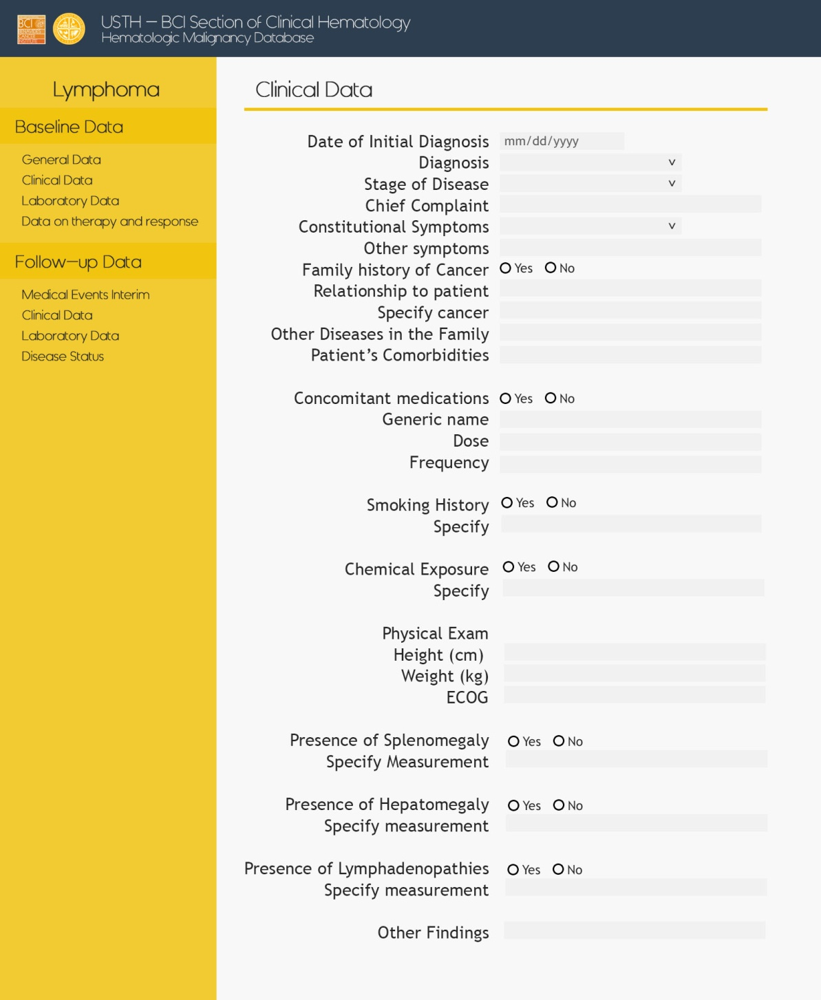 BCI
BENAVIDES
CANCER
INSTITUTE
USTH – BCI Section of Clinical Hematology
Hematologic Malignancy Database
Lymphoma
Baseline Data
General Data
Clinical Data
Laboratory Data
Data on therapy and response
Follow-up Data
Medical Events Interim
Clinical Data
Laboratory Data
Disease Status
Clinical Data
Date of Initial Diagnosis mm/dd/yyyy
Diagnosis
Stage of Disease
Chief Complaint
Constitutional Symptoms
Other symptoms
Family history of Cancer Yes No
Relationship to patient
Specify cancer
Other Diseases in the Family
Patient’s Comorbidities
Concomitant medications Yes No
Generic name
Dose
Frequency
Smoking History Yes No
Specify
Chemical Exposure Yes No
Specify
Physical Exam
Height (cm)
Weight (kg)
ECOG
Presence of Splenomegaly Yes No
Specify Measurement
Presence of Hepatomegaly Yes No
Specify measurement
Presence of Lymphadenopathies Yes No
Specify measurement
Other Findings